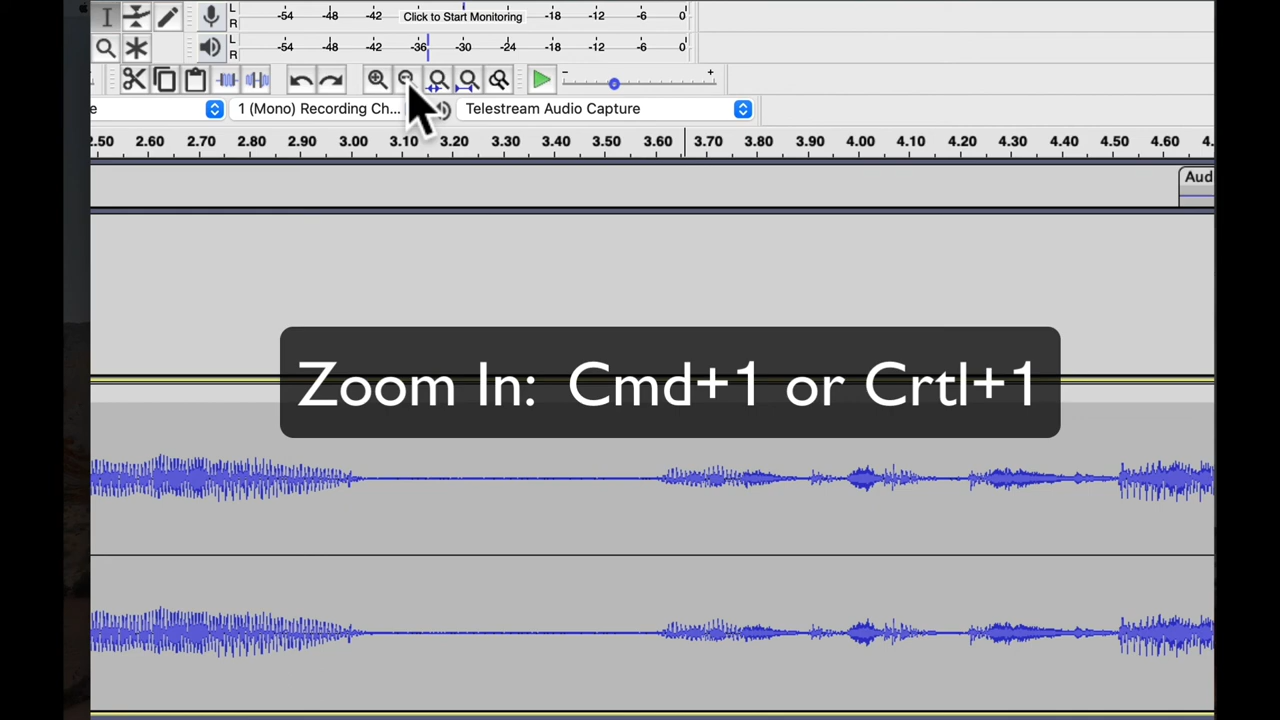 L -54 -48 -42 Click to Start Monitoring -18 -12 -6 0
R
L -54 -48 -42 -36 -30 -24 -18 -12 -6 0
R
- +
e 1 (Mono) Recording Ch... Telestream Audio Capture
2.50 2.60 2.70 2.80 2.90 3.00 3.10 3.20 3.30 3.40 3.50 3.60 3.70 3.80 3.90 4.00 4.10 4.20 4.30 4.40 4.50 4.60 4.
Aud
Zoom In: Cmd+1 or Crtl+1